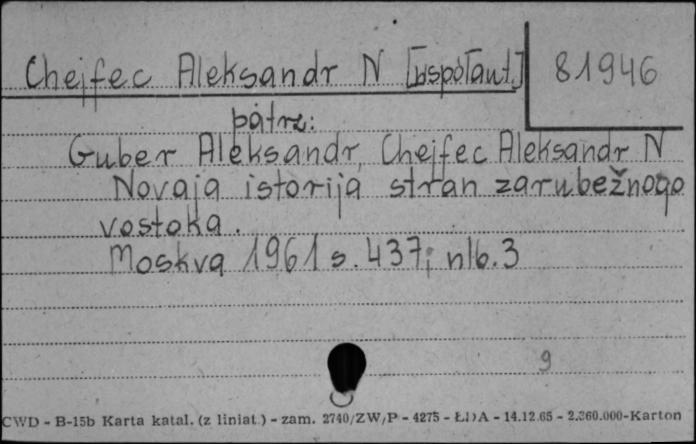 Chejfec Aleksandr N [współaut.] 81946
patrz:
Guber Aleksandr, Chejfec Aleksandr N
Novaja istorija stran zarubežnogo
vostoka.
Moskva 1961 s. 437; nlb. 3
9
CWD - B-15b Karta katal. (z liniat.) - zam. 2740/ZW/P - 4275 - ŁDA - 14.12.65 - 2.360.000-Karton